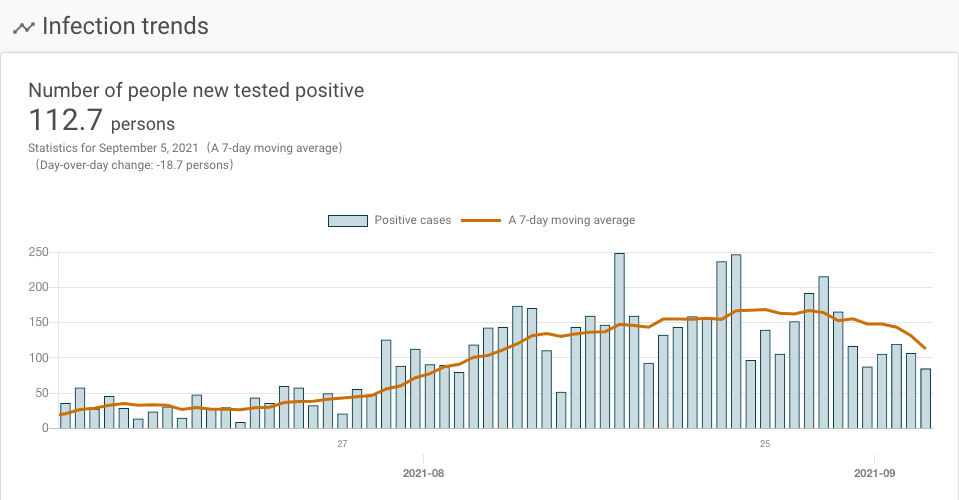 Infection trends
Number of people new tested positive
112.7 persons
Statistics for September 5, 2021（A 7-day moving average）
（Day-over-day change: -18.7 persons）
Positive cases A 7-day moving average
250
200
150
100
50
0
27 25
2021-08 2021-09